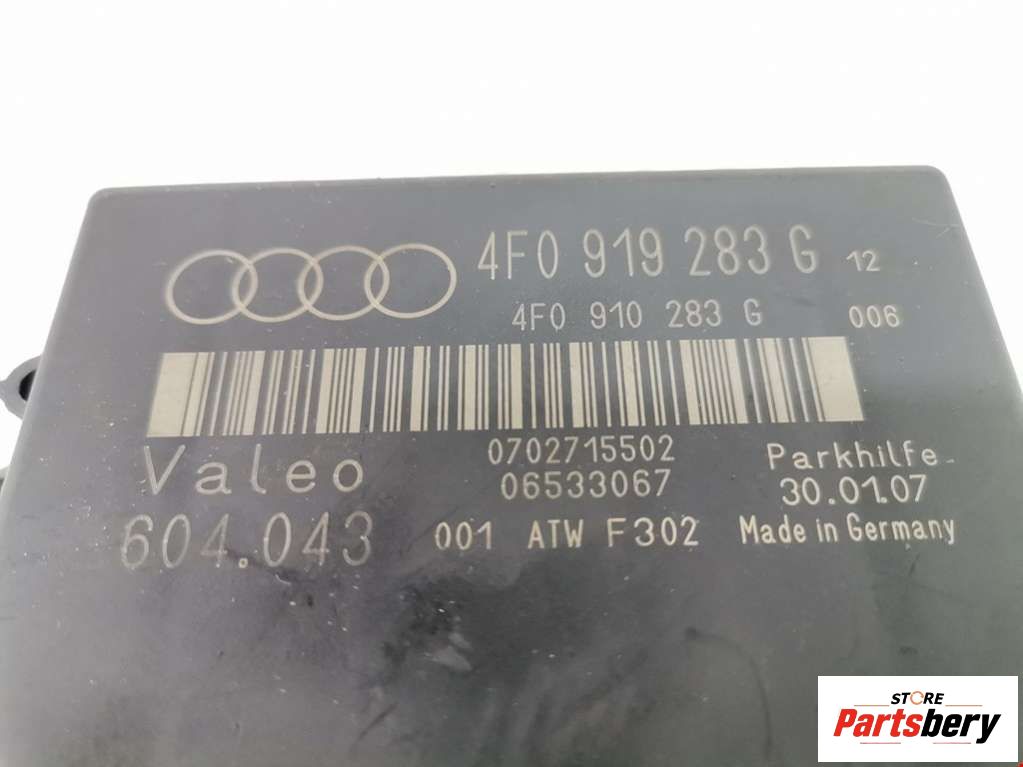 4F0 919 283 G 12
4F0 910 283 G 006
0702715502
Valeo
06533067
Parkhilfe
30.01.07
604.043 001 ATW F302 Made in Germany
STORE
Partsbery